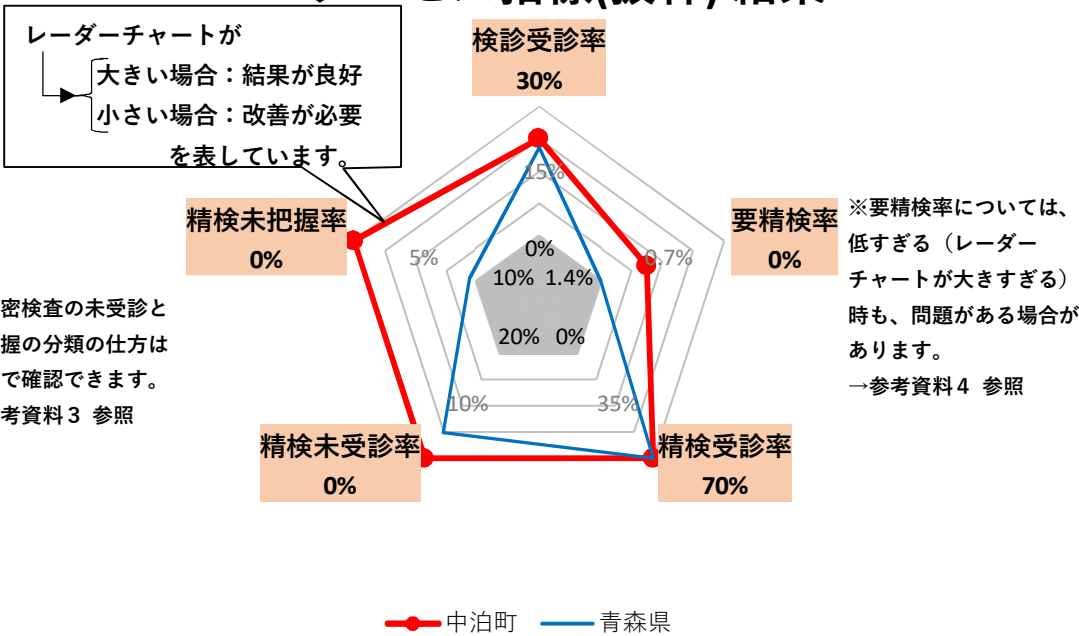 指標(抜粋) 結果
レーダーチャートが
大きい場合：結果が良好
小さい場合：改善が必要
を表しています。
検診受診率
30%
精検未把握率
0%
要精検率
0%
※要精検率については、
低すぎる（レーダー
チャートが大きすぎる）
時も、問題がある場合が
あります。
→参考資料４ 参照
15%
5%
0.7%
0%
10%
1.4%
20%
0%
10%
35%
密検査の未受診と
握の分類の仕方は
で確認できます。
考資料３ 参照
精検未受診率
0%
精検受診率
70%
中泊町
青森県